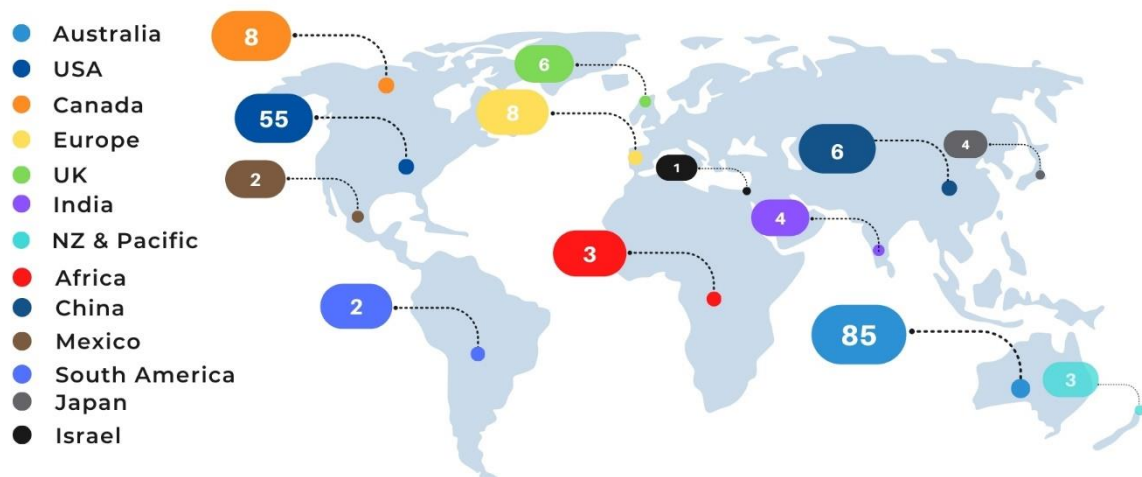 Australia
USA
Canada
Europe
UK
India
NZ & Pacific
Africa
China
Mexico
South America
Japan
Israel
8
6
55
8
6
4
2
1
4
3
2
85
3